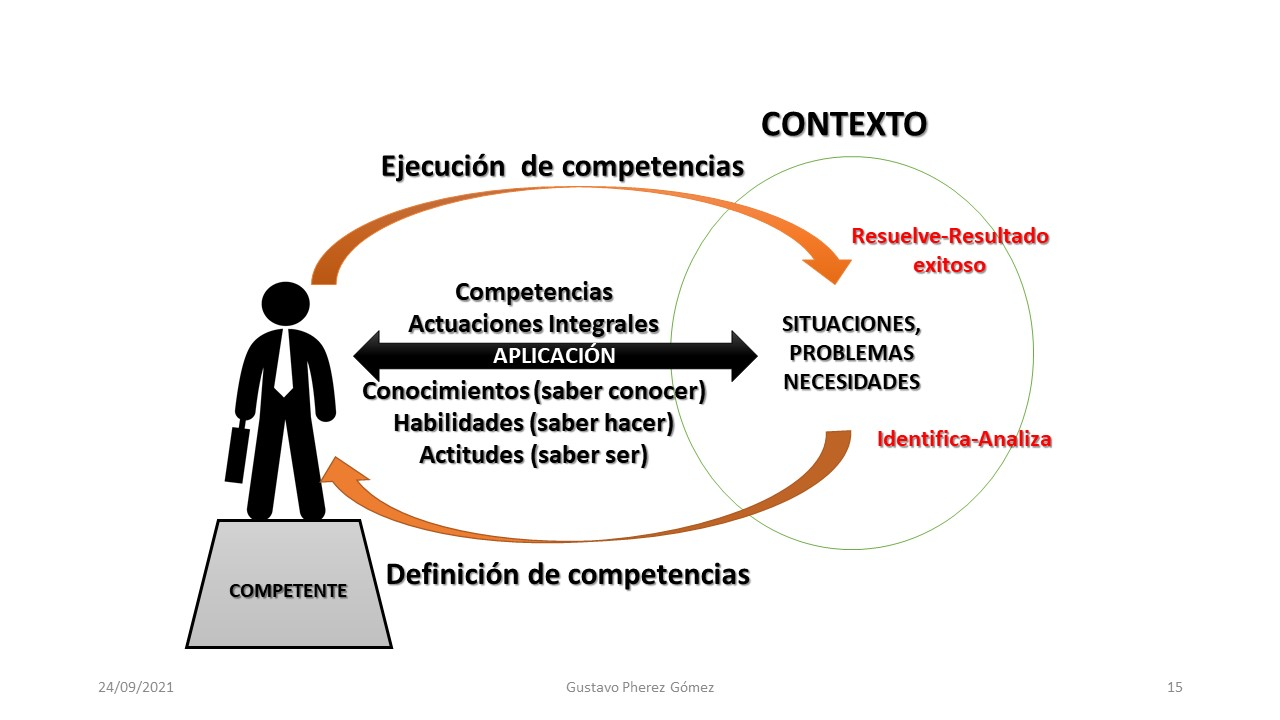 CONTEXTO
Ejecución de competencias
Resuelve-Resultado
exitoso
Competencias
Actuaciones Integrales
APLICACIÓN
Conocimientos (saber conocer)
Habilidades (saber hacer)
Actitudes (saber ser)
SITUACIONES,
PROBLEMAS
NECESIDADES
Identifica-Analiza
Definición de competencias
COMPETENTE
24/09/2021
Gustavo Pherez Gómez
15